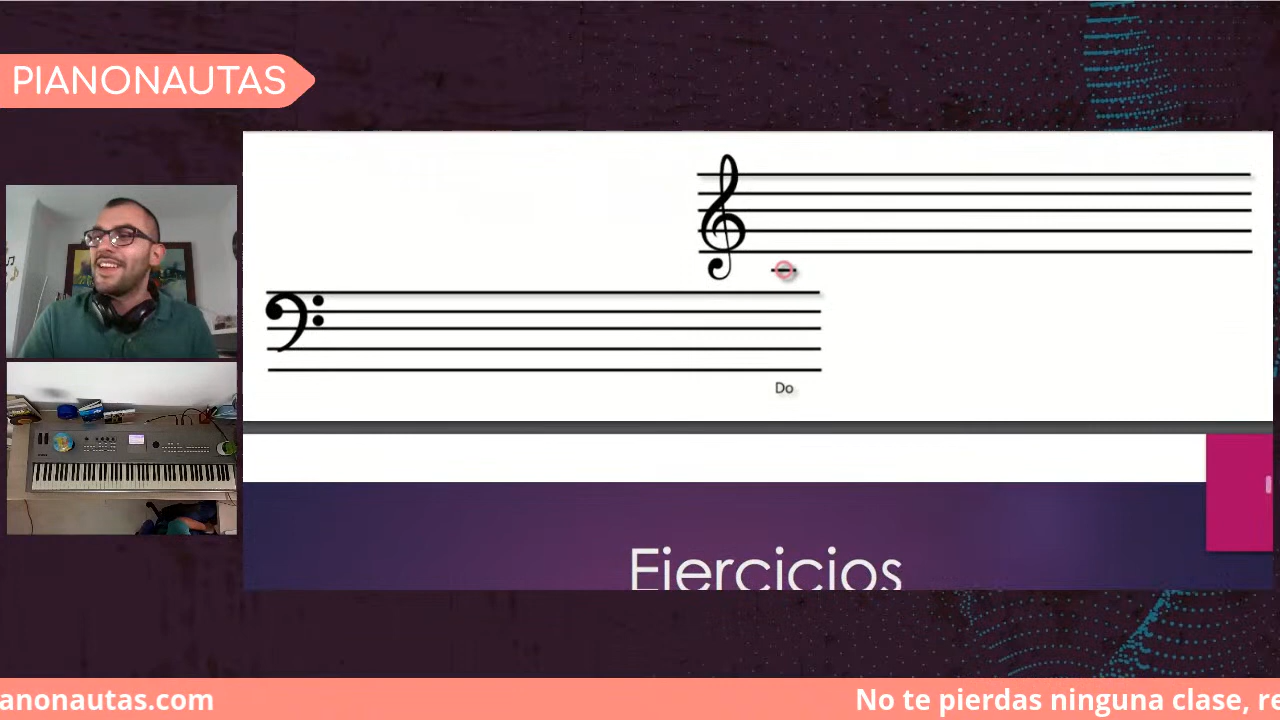 PIANONAUTAS
Do
Ejercicios
anonautas.com
No te pierdas ninguna clase, re